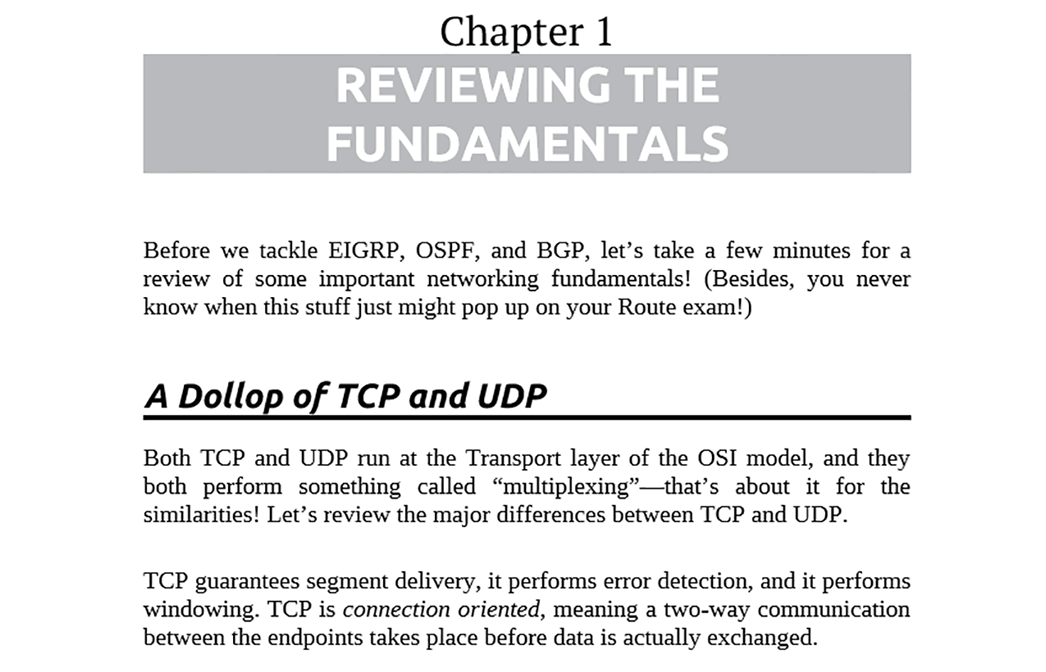 Chapter 1
REVIEWING THE
FUNDAMENTALS
Before we tackle EIGRP, OSPF, and BGP, let’s take a few minutes for a
review of some important networking fundamentals! (Besides, you never
know when this stuff just might pop up on your Route exam!)
A Dollop of TCP and UDP
Both TCP and UDP run at the Transport layer of the OSI model, and they
both perform something called “multiplexing”—that’s about it for the
similarities! Let’s review the major differences between TCP and UDP.
TCP guarantees segment delivery, it performs error detection, and it performs
windowing. TCP is connection oriented, meaning a two-way communication
between the endpoints takes place before data is actually exchanged.